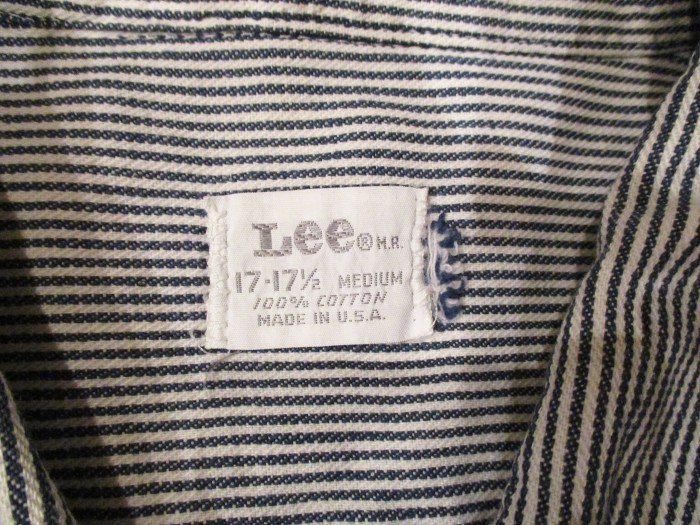 Lee® M.R.
17-17½ MEDIUM
100% COTTON
MADE IN U.S.A.